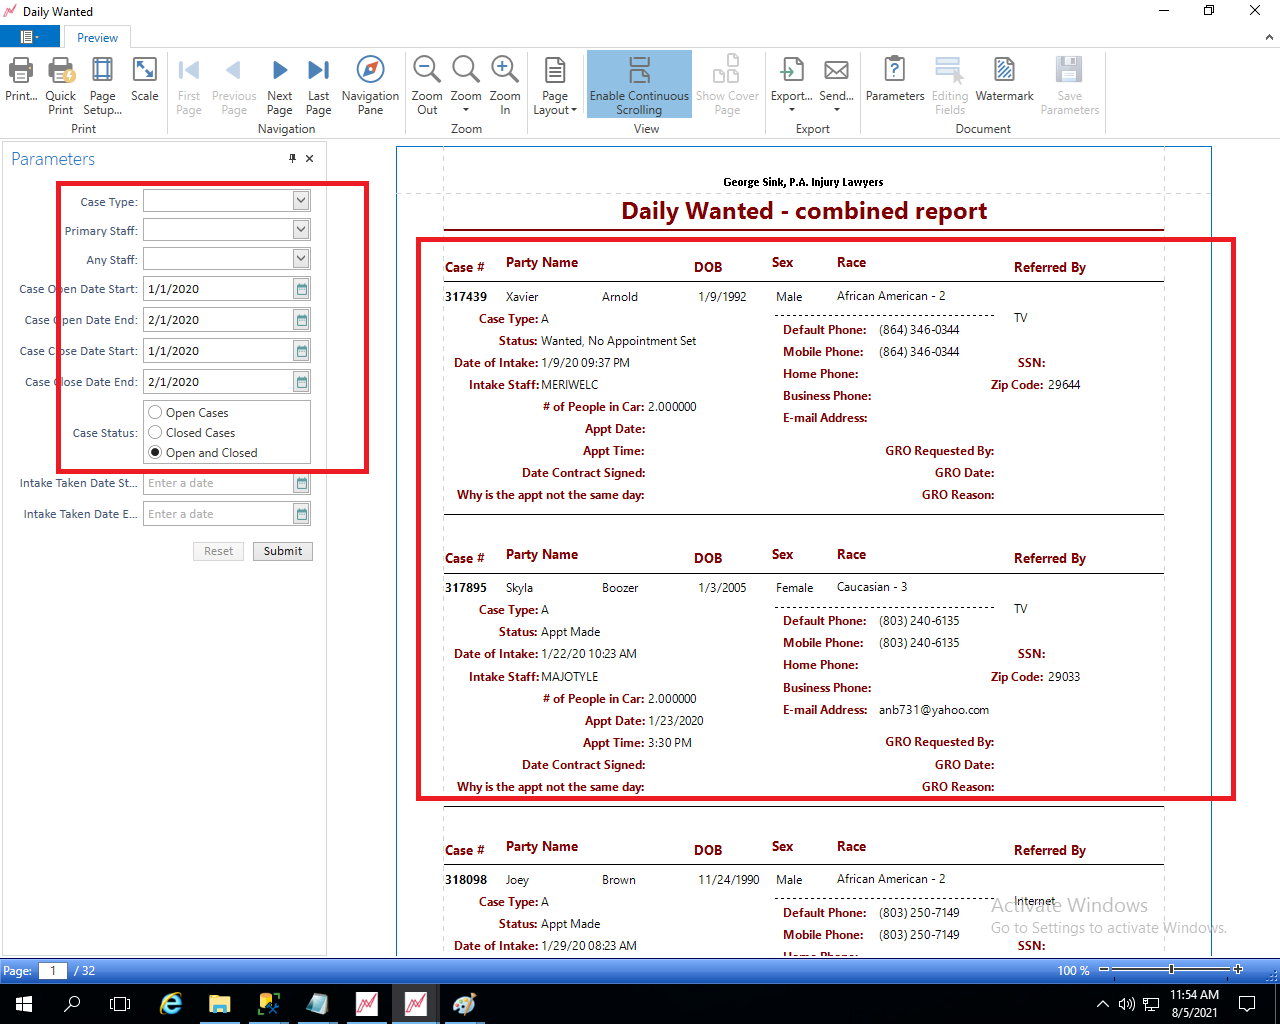 Daily Wanted
Preview
Print... Quick Print Page Setup... Scale
Print
First Page Previous Page Next Page Last Page Navigation Pane
Navigation
Zoom Out Zoom Zoom In
Zoom
Page Layout Enable Continuous Scrolling Show Cover Page
View
Export... Send...
Export
Parameters Editing Fields Watermark Save Parameters
Document
Parameters
Case Type:
Primary Staff:
Any Staff:
Case Open Date Start: 1/1/2020
Case Open Date End: 2/1/2020
Case Close Date Start: 1/1/2020
Case Close Date End: 2/1/2020
Case Status:
Open Cases
Closed Cases
Open and Closed
Intake Taken Date St... Enter a date
Intake Taken Date E... Enter a date
Reset Submit
George Sink, P.A. Injury Lawyers
Daily Wanted - combined report
Case # Party Name DOB Sex Race Referred By
317439 Xavier Arnold 1/9/1992 Male African American - 2
Case Type: A TV
Default Phone: (864) 346-0344
Status: Wanted, No Appointment Set
Mobile Phone: (864) 346-0344
Date of Intake: 1/9/20 09:37 PM SSN:
Home Phone:
Intake Staff: MERIWELC Zip Code: 29644
Business Phone:
# of People in Car: 2.000000
E-mail Address:
Appt Date:
Appt Time: GRO Requested By:
Date Contract Signed: GRO Date:
Why is the appt not the same day: GRO Reason:
Case # Party Name DOB Sex Race Referred By
317895 Skyla Boozer 1/3/2005 Female Caucasian - 3
Case Type: A TV
Default Phone: (803) 240-6135
Status: Appt Made
Mobile Phone: (803) 240-6135
Date of Intake: 1/22/20 10:23 AM SSN:
Home Phone:
Intake Staff: MAJOTYLE Zip Code: 29033
Business Phone:
# of People in Car: 2.000000
E-mail Address: anb731@yahoo.com
Appt Date: 1/23/2020
Appt Time: 3:30 PM GRO Requested By:
Date Contract Signed: GRO Date:
Why is the appt not the same day: GRO Reason:
Case # Party Name DOB Sex Race Referred By
318098 Joey Brown 11/24/1990 Male African American - 2
Case Type: A Internet
Default Phone: (803) 250-7149
Status: Appt Made
Mobile Phone: (803) 250-7149
Date of Intake: 1/29/20 08:23 AM SSN:
Home Phone:
Activate Windows
Go to Settings to activate Windows.
Page: 1 / 32 100 %
11:54 AM
8/5/2021